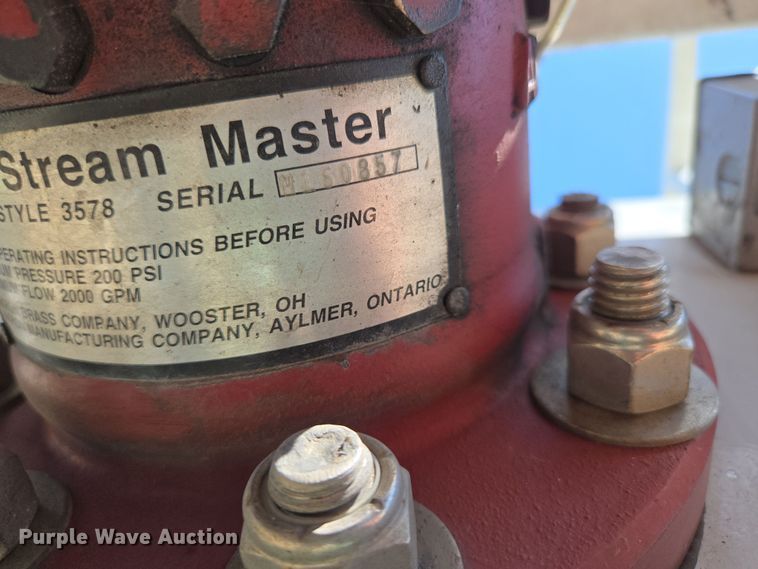 Stream Master
STYLE 3578 SERIAL
OPERATING INSTRUCTIONS BEFORE USING
PRESSURE 200 PSI
FLOW 2000 GPM
BRASS COMPANY, WOOSTER, OH
MANUFACTURING COMPANY, AYLMER, ONTARIO
Purple Wave Auction